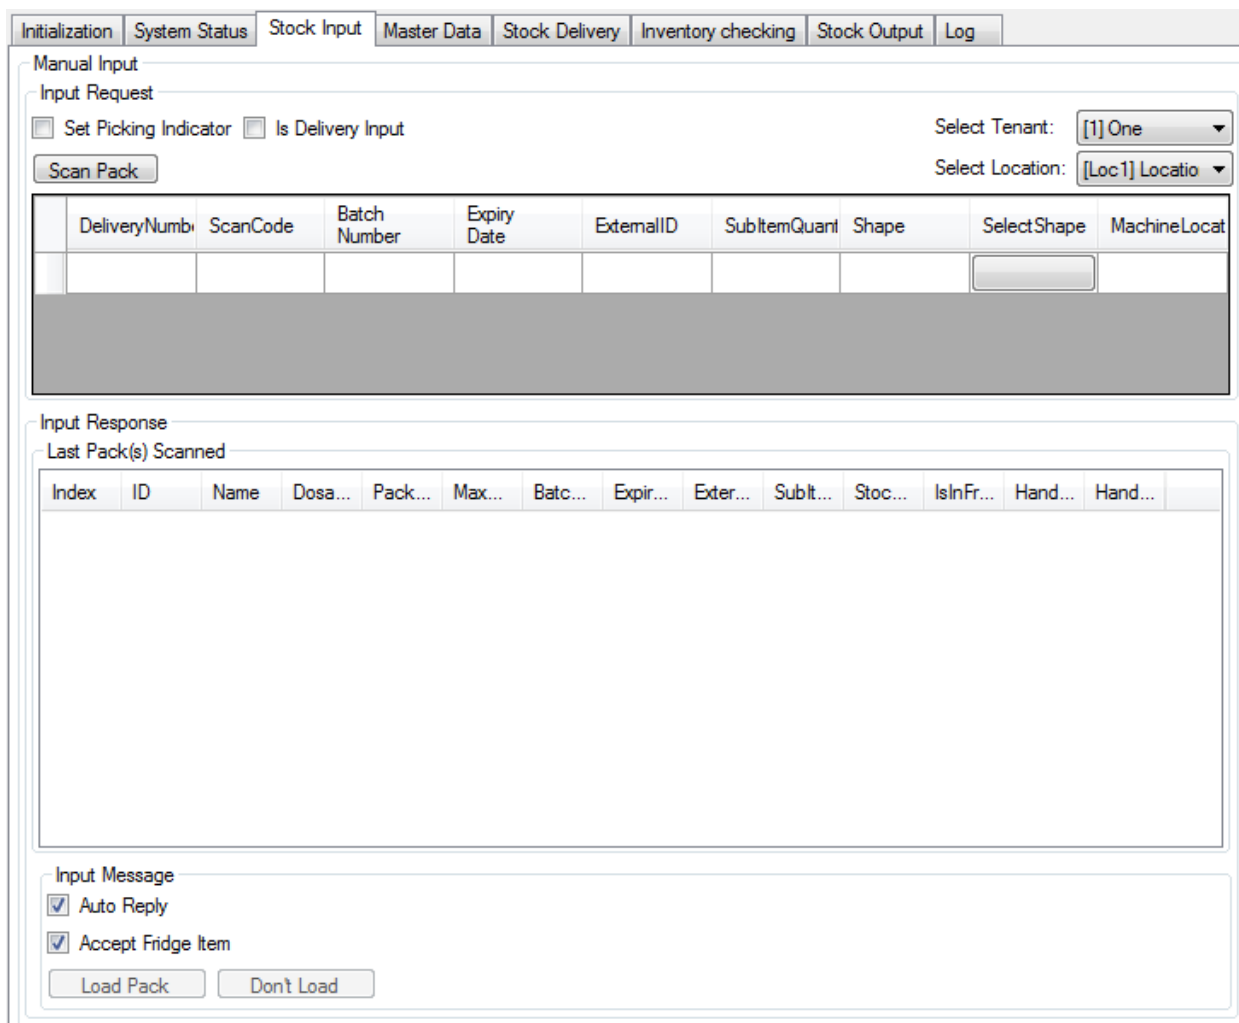 Initialization System Status Stock Input Master Data Stock Delivery Inventory checking Stock Output Log
Manual Input
Input Request
Set Picking Indicator Is Delivery Input Select Tenant: [1] One
Scan Pack Select Location: [Loc1] Locatio
DeliveryNumb ScanCode Batch Number Expiry Date ExternalID SubItemQuant Shape SelectShape MachineLocat
Input Response
Last Pack(s) Scanned
Index ID Name Dosa... Pack... Max... Batc... Expir... Exter... SubIt... Stoc... IsInFr... Hand... Hand...
Input Message
Auto Reply
Accept Fridge Item
Load Pack Don't Load